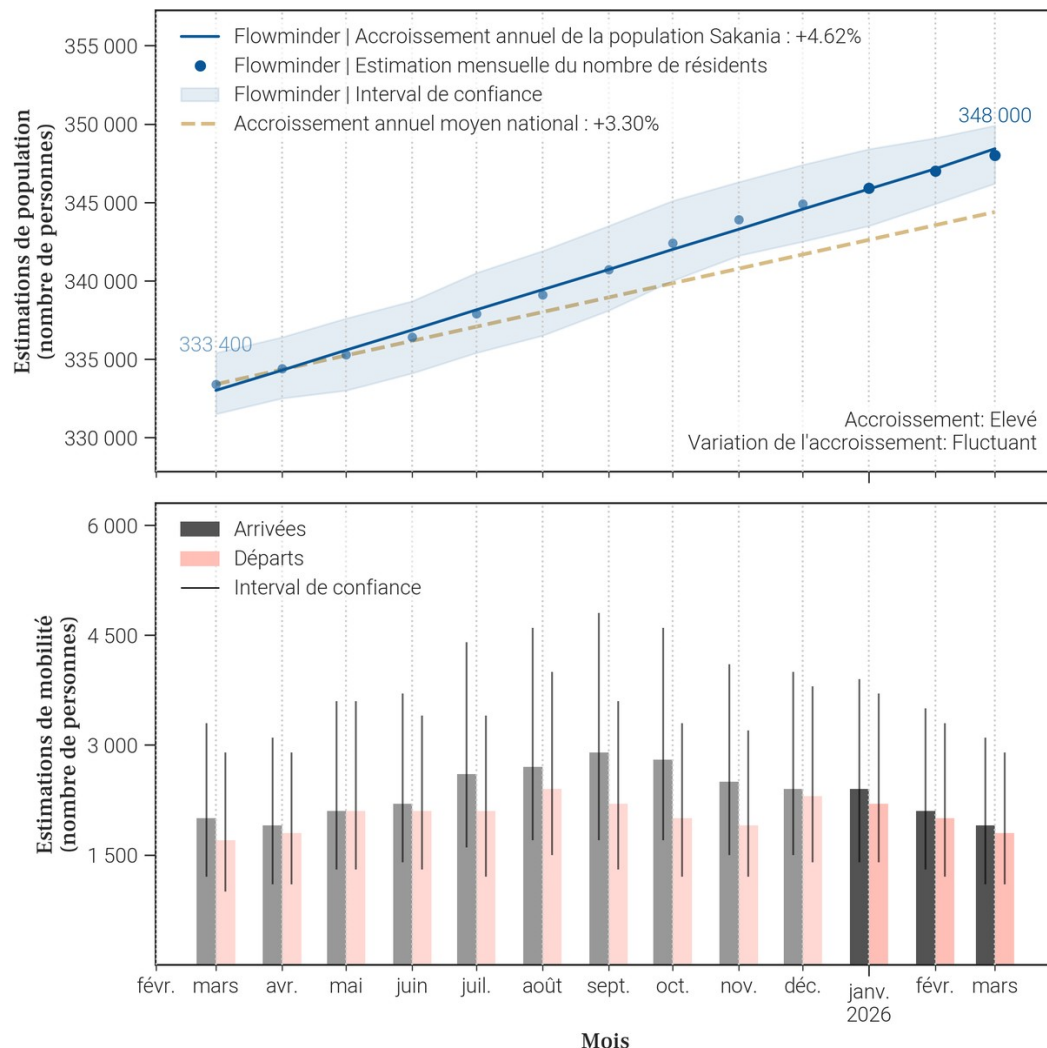 355 000
350 000
345 000
340 000
335 000
330 000
Estimations de population
(nombre de personnes)
Flowminder | Accroissement annuel de la population Sakania : +4.62%
Flowminder | Estimation mensuelle du nombre de résidents
Flowminder | Interval de confiance
Accroissement annuel moyen national : +3.30%
348 000
333 400
Accroissement: Elevé
Variation de l'accroissement: Fluctuant
6 000
4 500
3 000
1 500
Estimations de mobilité
(nombre de personnes)
Arrivées
Départs
Interval de confiance
févr. mars avr. mai juin juil. août sept. oct. nov. déc. janv. févr. mars
2026
Mois